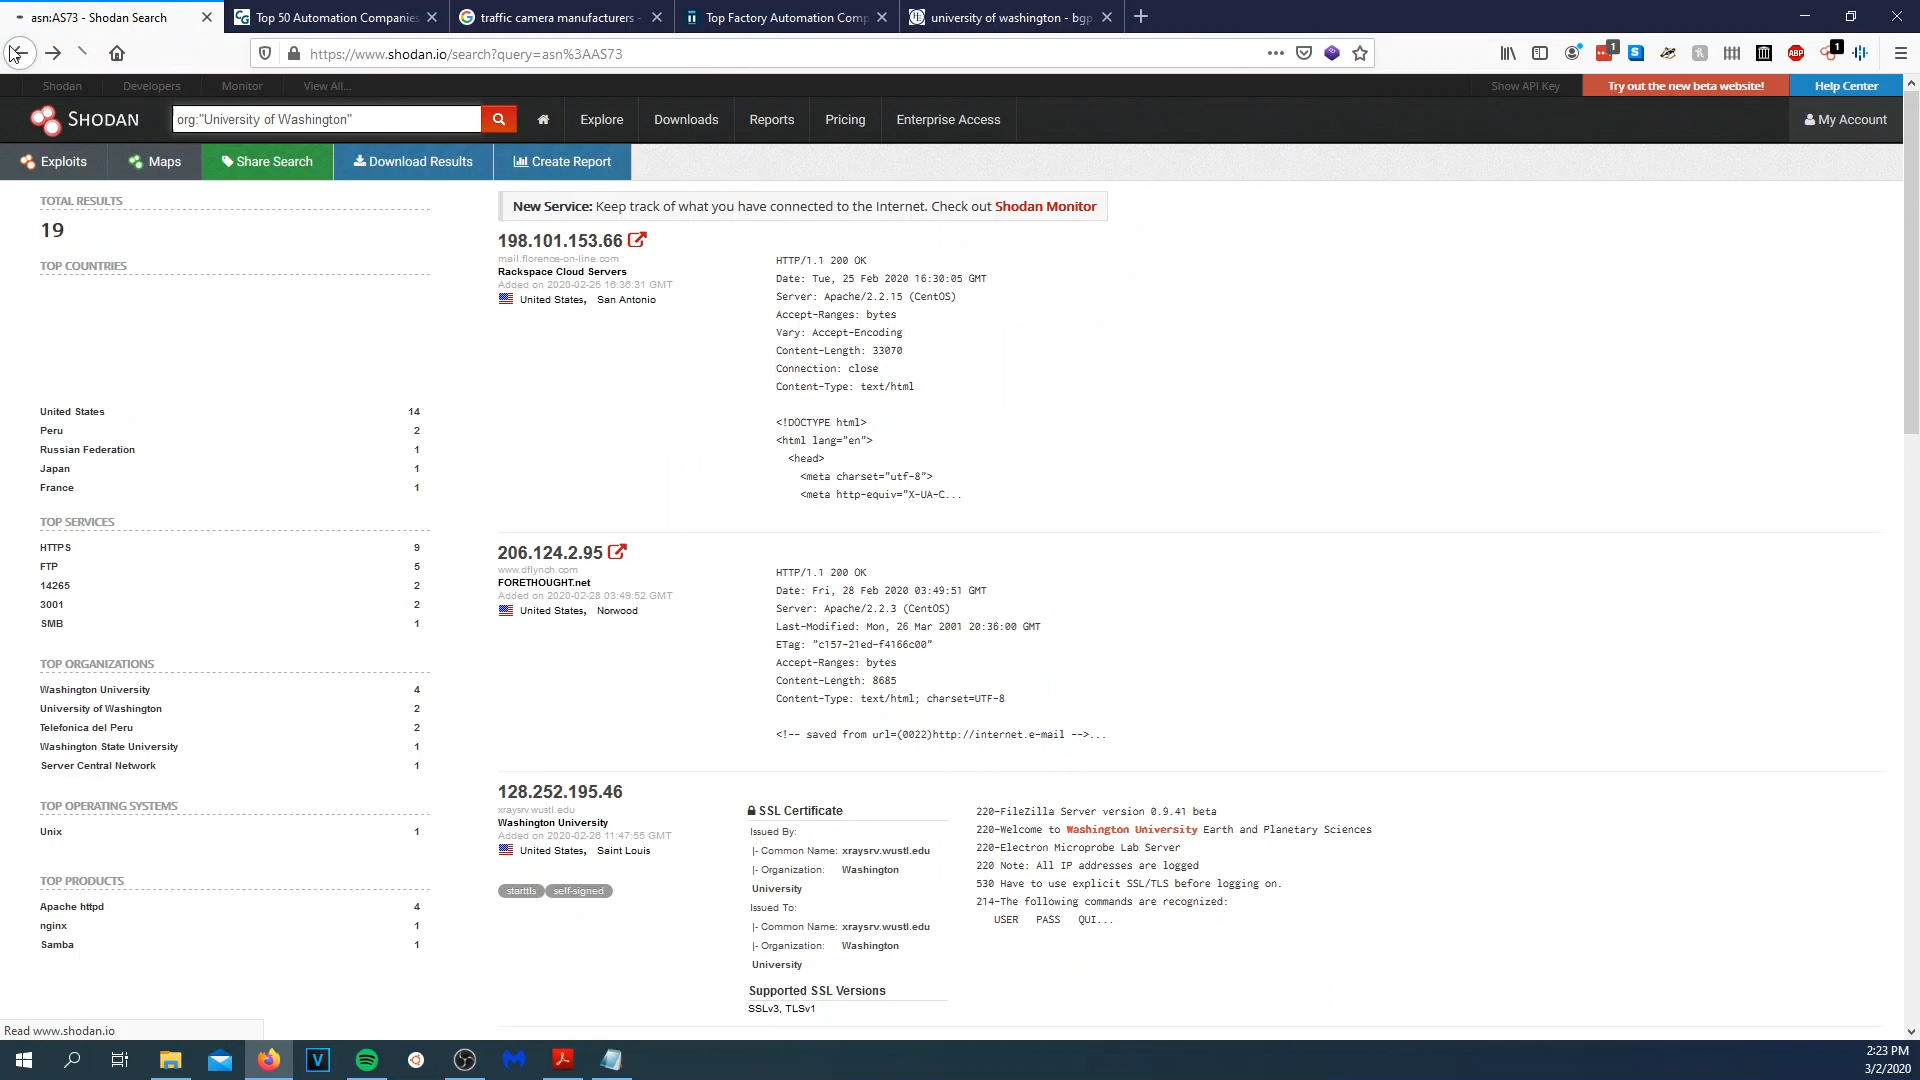 asn:AS73 - Shodan Search
Top 50 Automation Companies
traffic camera manufacturers -
Top Factory Automation Comp
university of washington - bgp.
https://www.shodan.io/search?query=asn%3AAS73
1
S
ABP
1
Shodan
Developers
Monitor
View All...
Show API Key
Try out the new beta website!
Help Center
SHODAN
org:"University of Washington"
Explore
Downloads
Reports
Pricing
Enterprise Access
My Account
Exploits
Maps
Share Search
Download Results
Create Report
TOTAL RESULTS
19
TOP COUNTRIES
United States 14
Peru 2
Russian Federation 1
Japan 1
France 1
TOP SERVICES
HTTPS 9
FTP 5
14265 2
3001 2
SMB 1
TOP ORGANIZATIONS
Washington University 4
University of Washington 2
Telefonica del Peru 2
Washington State University 1
Server Central Network 1
TOP OPERATING SYSTEMS
Unix 1
TOP PRODUCTS
Apache httpd 4
nginx 1
Samba 1
New Service: Keep track of what you have connected to the Internet. Check out Shodan Monitor
198.101.153.66
mail.florence-on-line.com
Rackspace Cloud Servers
Added on 2020-02-25 16:36:31 GMT
United States, San Antonio
HTTP/1.1 200 OK
Date: Tue, 25 Feb 2020 16:30:05 GMT
Server: Apache/2.2.15 (CentOS)
Accept-Ranges: bytes
Vary: Accept-Encoding
Content-Length: 33070
Connection: close
Content-Type: text/html
<!DOCTYPE html>
<html lang="en">
<head>
<meta charset="utf-8">
<meta http-equiv="X-UA-C...
206.124.2.95
www.dflynch.com
FORETHOUGHT.net
Added on 2020-02-28 03:49:52 GMT
United States, Norwood
HTTP/1.1 200 OK
Date: Fri, 28 Feb 2020 03:49:51 GMT
Server: Apache/2.2.3 (CentOS)
Last-Modified: Mon, 26 Mar 2001 20:36:00 GMT
ETag: "c157-21ed-f4166c00"
Accept-Ranges: bytes
Content-Length: 8685
Content-Type: text/html; charset=UTF-8
<!-- saved from url=(0022)http://internet.e-mail -->...
128.252.195.46
xraysrv.wustl.edu
Washington University
Added on 2020-02-26 11:47:55 GMT
United States, Saint Louis
starttls
self-signed
SSL Certificate
Issued By:
|- Common Name: xraysrv.wustl.edu
|- Organization: Washington
University
Issued To:
|- Common Name: xraysrv.wustl.edu
|- Organization: Washington
University
Supported SSL Versions
SSLv3, TLSv1
220-FileZilla Server version 0.9.41 beta
220-Welcome to Washington University Earth and Planetary Sciences
220-Electron Microprobe Lab Server
220 Note: All IP addresses are logged
530 Have to use explicit SSL/TLS before logging on.
214-The following commands are recognized:
USER PASS QUI...
Read www.shodan.io
V
2:23 PM
3/2/2020